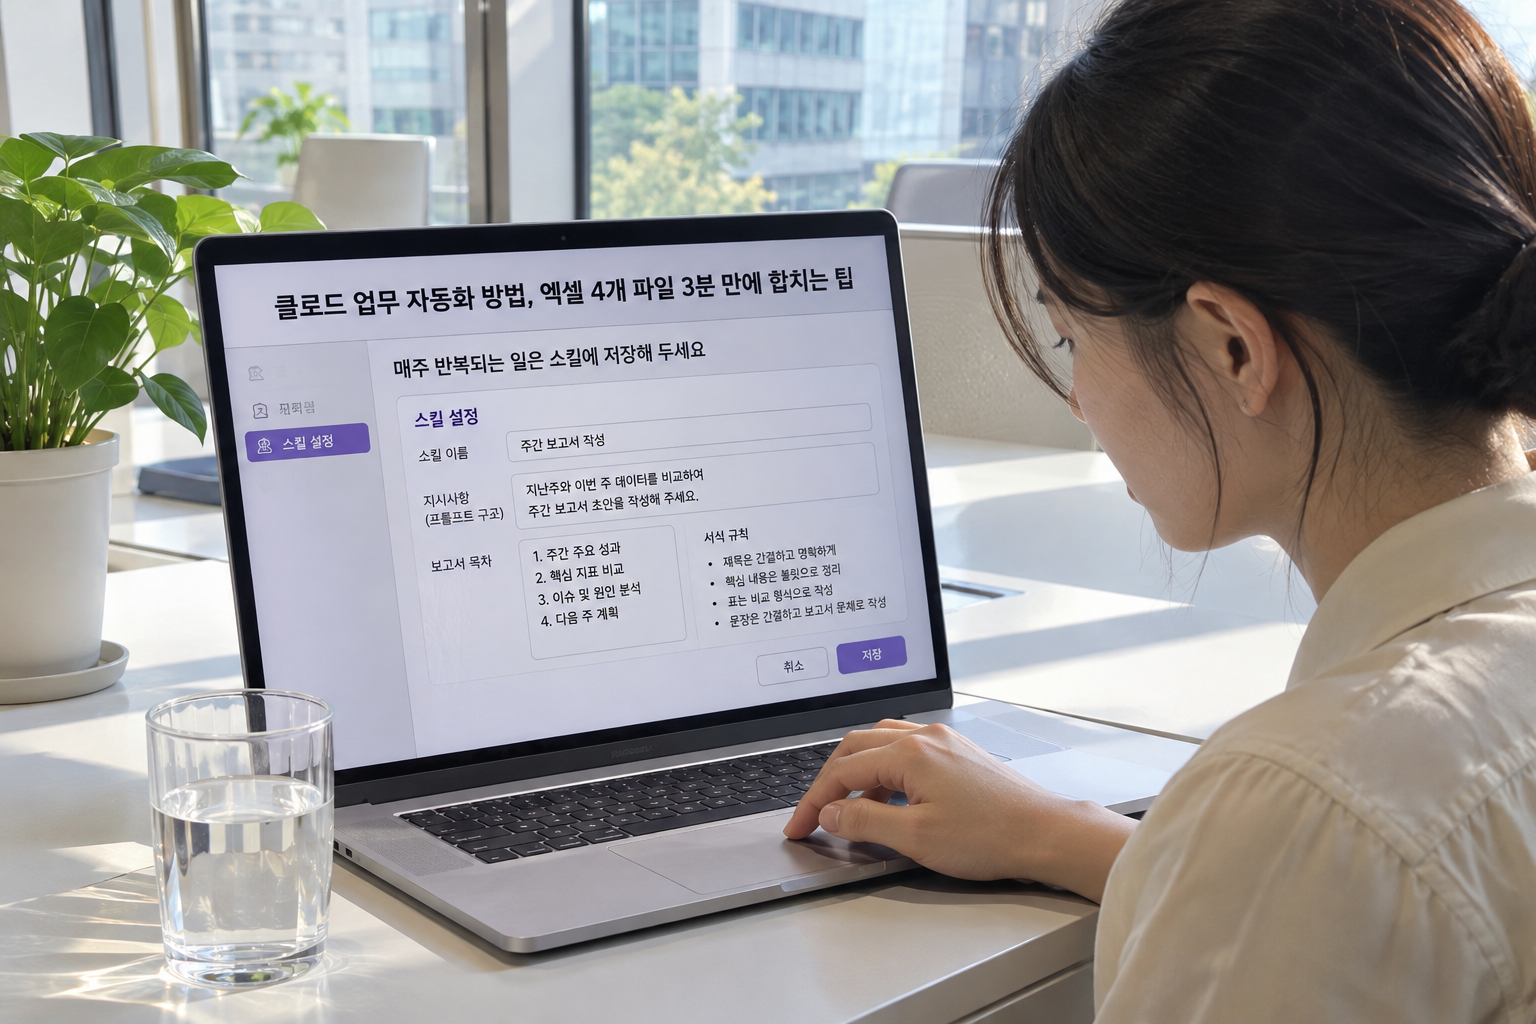 클로드 업무 자동화 방법, 엑셀 4개 파일 3분 만에 합치는 팁
매주 반복되는 일은 소킬에 저장해 두세요
스킬 설정
스킬 설정
소킬 이름
주간 보고서 작성
지시사항
(프틀프트 구조)
지난주와 이번 주 데이터를 비교하여
주간 보고서 초안을 작성해 주세요.
보고서 목차
1. 주간 주요 성과
2. 핵심 지표 비교
3. 이슈 및 원인 분석
4. 다음 주 계획
서식 규칙
• 재목은 간결하고 명확하게
• 핵심 내용은 불릿으로 정리
• 표는 비교 형식으로 작성
• 문장은 간결하고 보고서 문체로 작성
취소
저장